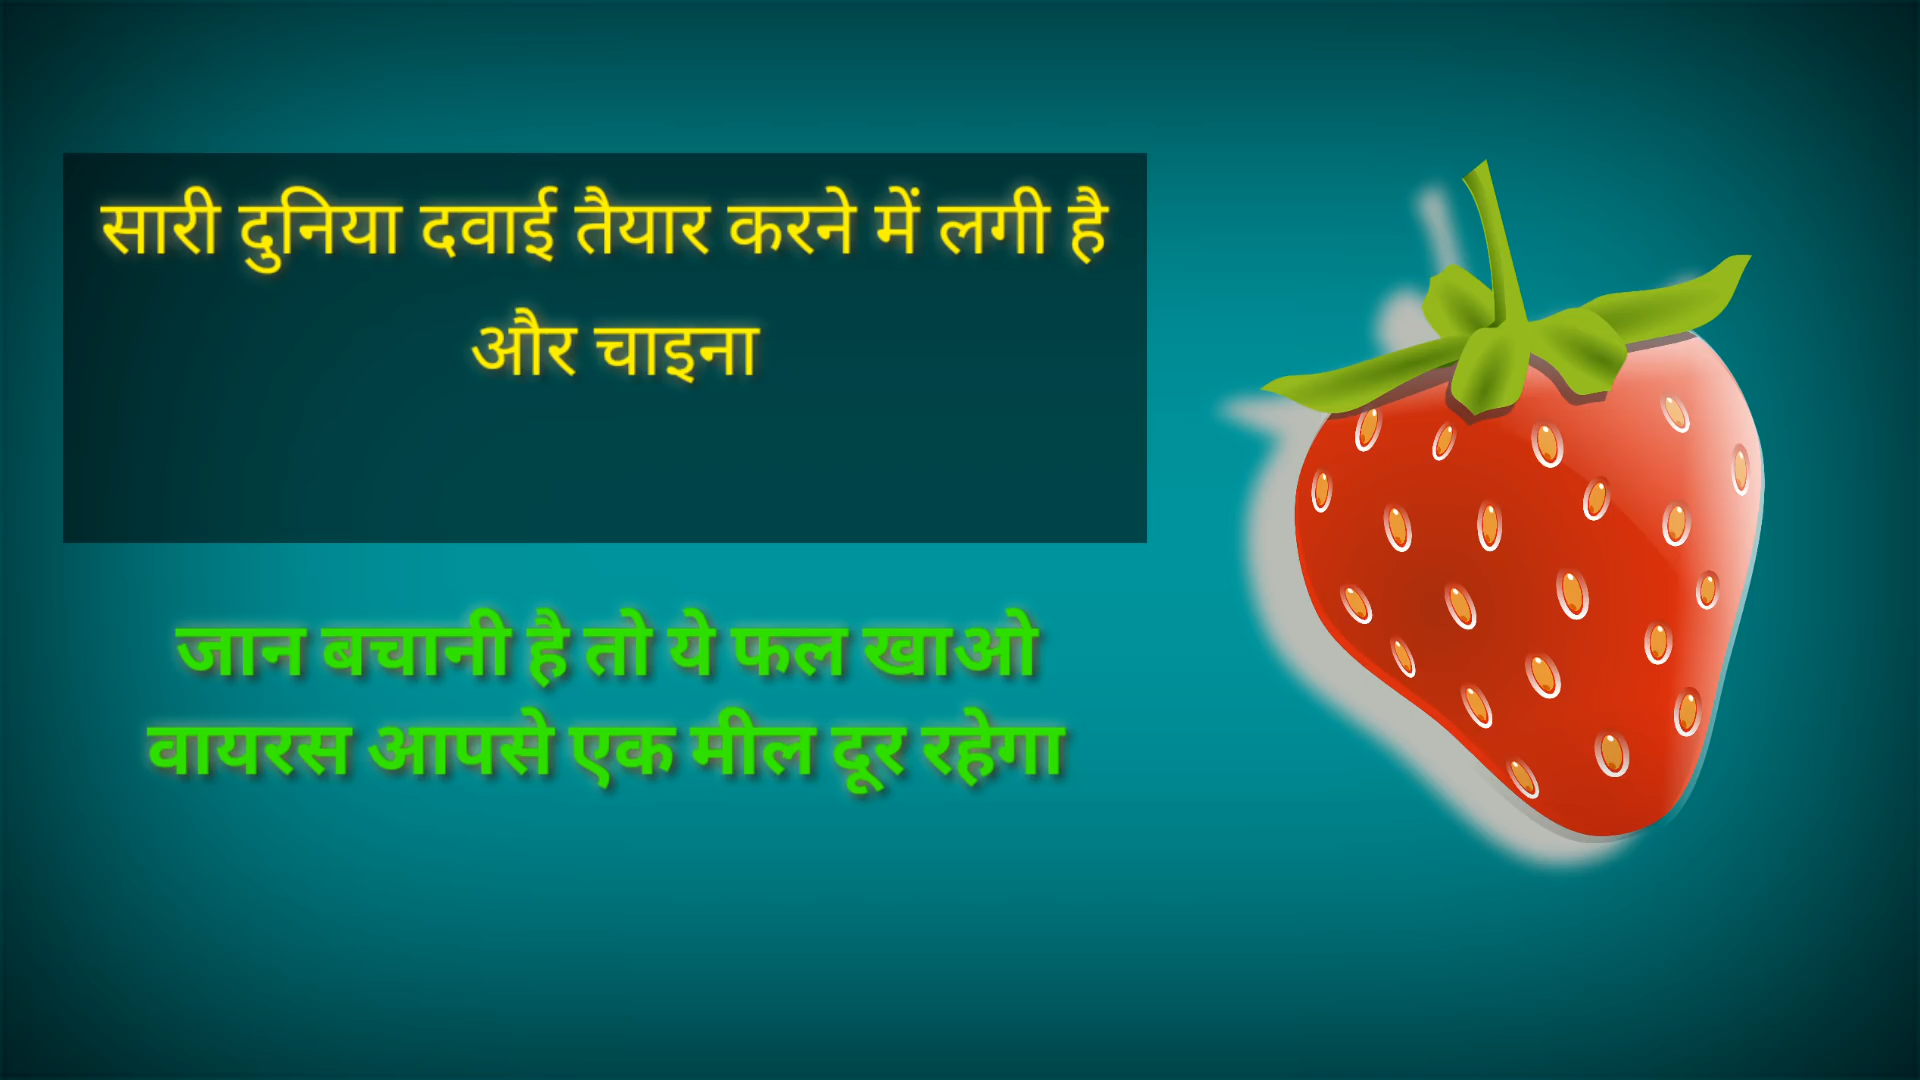 सारी दुनिया दवाई तैयार करने में लगी है
और चाइना
जान बचानी है तो ये फल खाओ
वायरस आपसे एक मील दूर रहेगा